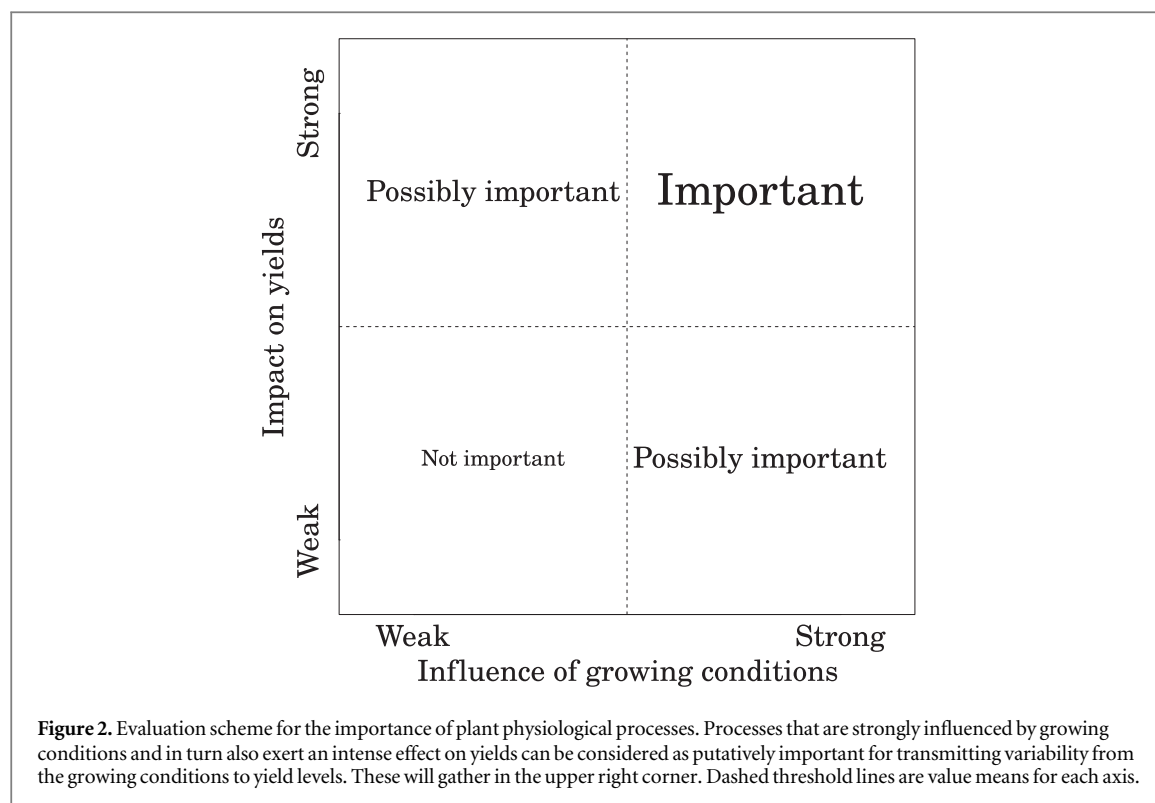 Strong
Possibly important
Important
Impact on yields
Not important
Possibly important
Weak
Weak
Strong
Influence of growing conditions
Figure 2. Evaluation scheme for the importance of plant physiological processes. Processes that are strongly influenced by growing
conditions and in turn also exert an intense effect on yields can be considered as putatively important for transmitting variability from
the growing conditions to yield levels. These will gather in the upper right corner. Dashed threshold lines are value means for each axis.